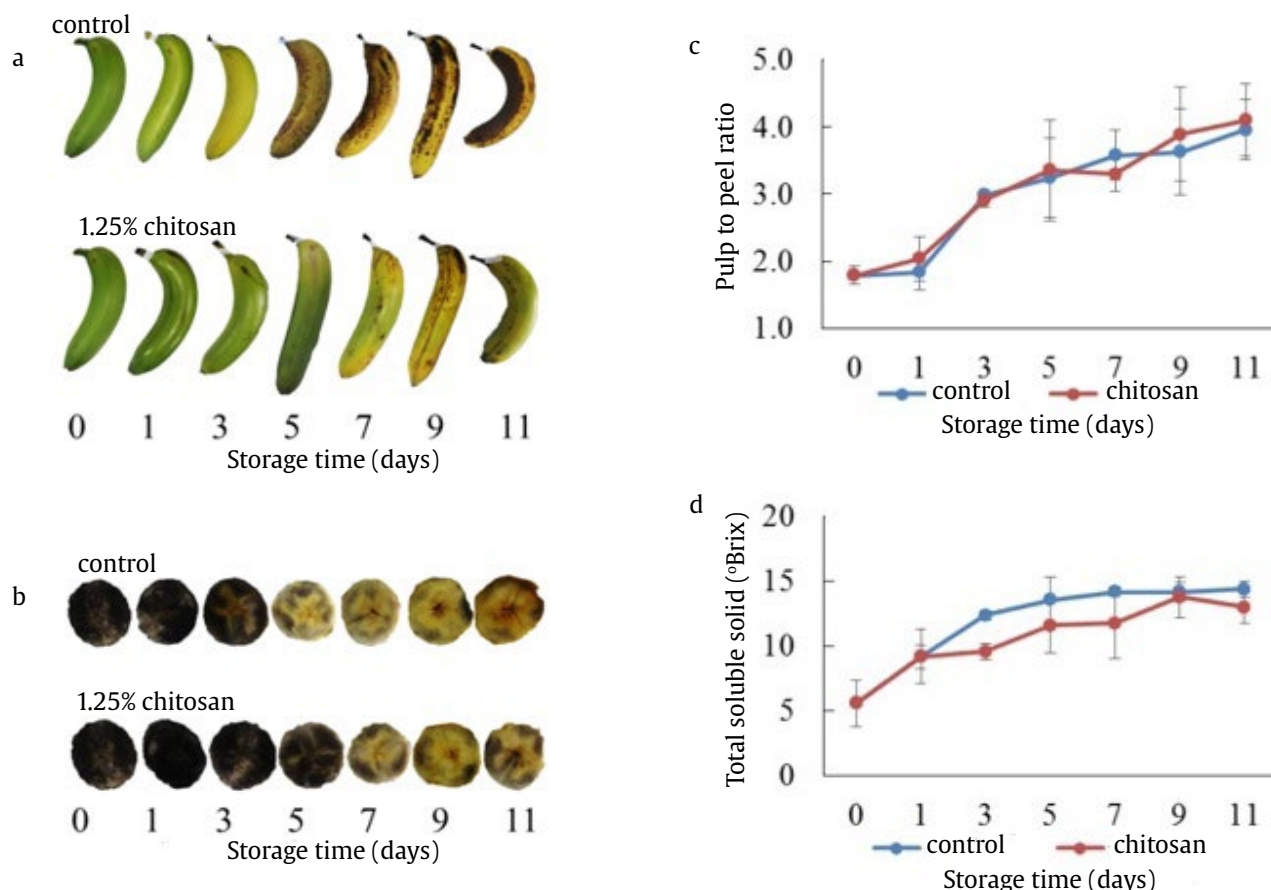 a
control
1.25% chitosan
0 1 3 5 7 9 11
Storage time (days)
b
control
1.25% chitosan
0 1 3 5 7 9 11
Storage time (days)
c
Pulp to peel ratio
5.0
4.0
3.0
2.0
1.0
0 1 3 5 7 9 11
control chitosan
Storage time (days)
d
Total soluble solid (ºBrix)
20
15
10
5
0
0 1 3 5 7 9 11
control chitosan
Storage time (days)